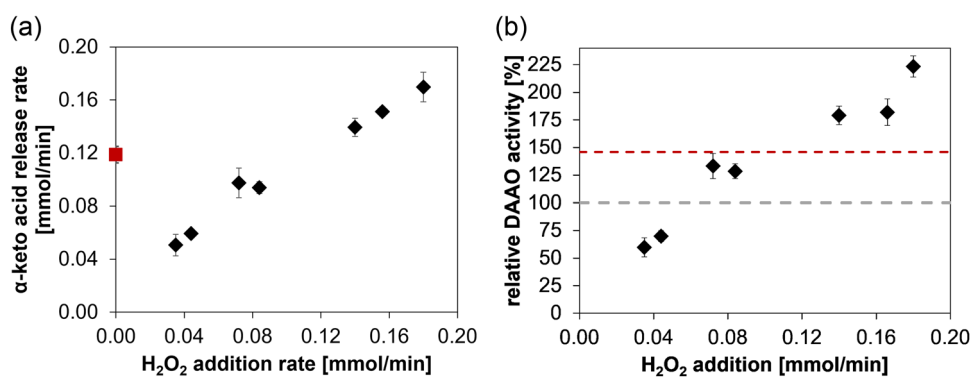 (a)
α-keto acid release rate
[mmol/min]
0.20
0.16
0.12
0.08
0.04
0.00
0.00 0.04 0.08 0.12 0.16 0.20
H₂O₂ addition rate [mmol/min]
(b)
relative DAAO activity [%]
225
200
175
150
125
100
75
50
25
0
0.00 0.04 0.08 0.12 0.16 0.20
H₂O₂ addition [mmol/min]